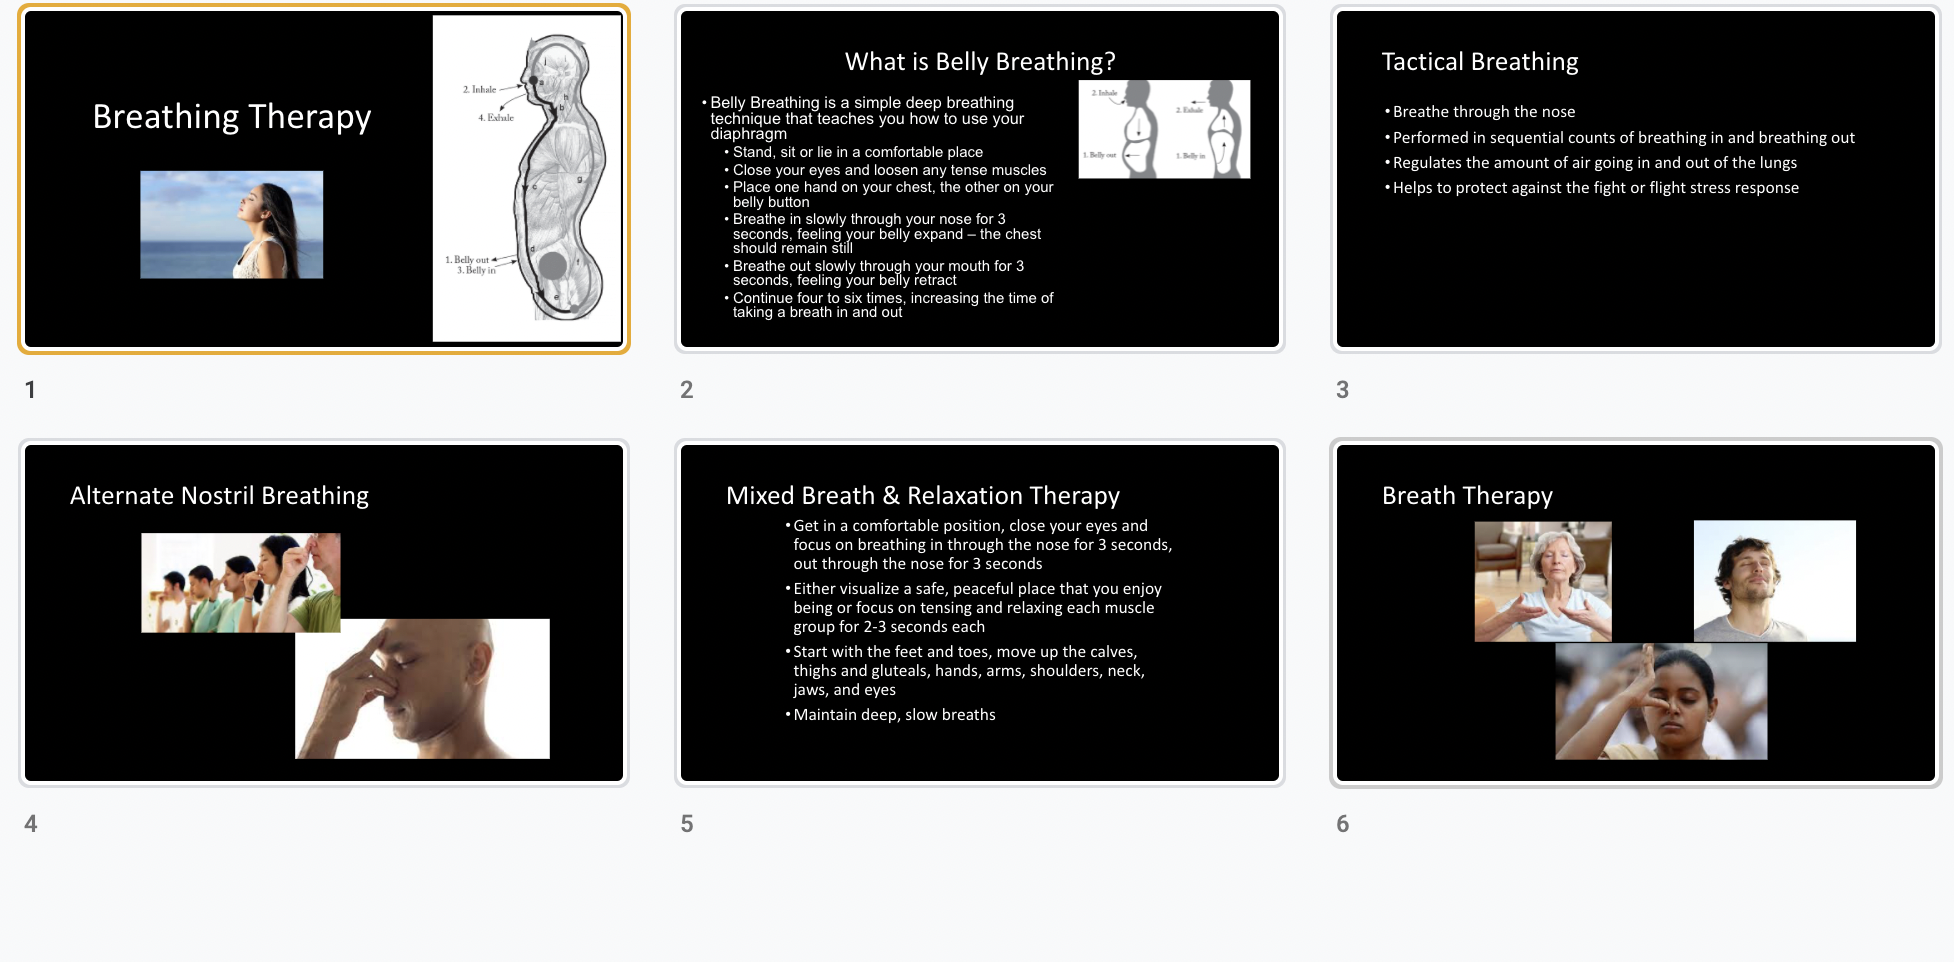 Breathing Therapy
2. Inhale
4. Exhale
a
b
h
c
g
d
f
e
1. Belly out
3. Belly in
1
What is Belly Breathing?
• Belly Breathing is a simple deep breathing
technique that teaches you how to use your
diaphragm
• Stand, sit or lie in a comfortable place
• Close your eyes and loosen any tense muscles
• Place one hand on your chest, the other on your
belly button
• Breathe in slowly through your nose for 3
seconds, feeling your belly expand – the chest
should remain still
• Breathe out slowly through your mouth for 3
seconds, feeling your belly retract
• Continue four to six times, increasing the time of
taking a breath in and out
2. Inhale
1. Belly out
2. Exhale
1. Belly in
2
Tactical Breathing
• Breathe through the nose
• Performed in sequential counts of breathing in and breathing out
• Regulates the amount of air going in and out of the lungs
• Helps to protect against the fight or flight stress response
3
Alternate Nostril Breathing
4
Mixed Breath & Relaxation Therapy
• Get in a comfortable position, close your eyes and
focus on breathing in through the nose for 3 seconds,
out through the nose for 3 seconds
• Either visualize a safe, peaceful place that you enjoy
being or focus on tensing and relaxing each muscle
group for 2-3 seconds each
• Start with the feet and toes, move up the calves,
thighs and gluteals, hands, arms, shoulders, neck,
jaws, and eyes
• Maintain deep, slow breaths
5
Breath Therapy
6